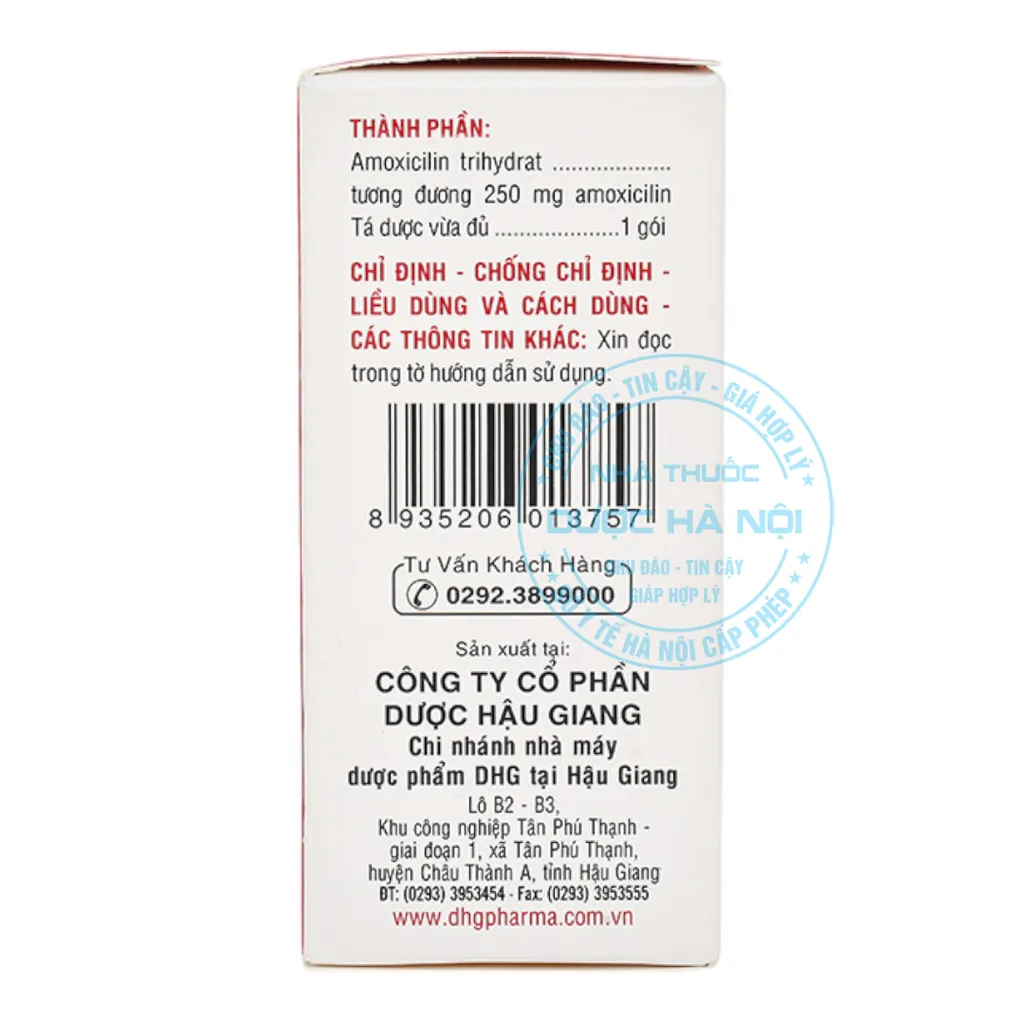 THÀNH PHẦN:
Amoxicilin trihydrat ...................
tương đương 250 mg amoxicilin
Tá dược vừa đủ ....................1 gói
CHỈ ĐỊNH - CHỐNG CHỈ ĐỊNH -
LIỀU DÙNG VÀ CÁCH DÙNG -
CÁC THÔNG TIN KHÁC: Xin đọc
trong tờ hướng dẫn sử dụng.
8 935206 013757
Tư Vấn Khách Hàng
0292.3899000
Sản xuất tại:
CÔNG TY CỔ PHẦN
DƯỢC HẬU GIANG
Chi nhánh nhà máy
dược phẩm DHG tại Hậu Giang
Lô B2 - B3,
Khu công nghiệp Tân Phú Thạnh -
giai đoạn 1, xã Tân Phú Thạnh,
huyện Châu Thành A, tỉnh Hậu Giang
ĐT: (0293) 3953454 - Fax: (0293) 3953555
www.dhgpharma.com.vn
CHU ĐÁO - TIN CẬY - GIÁ HỢP LÝ
NHÀ THUỐC
DƯỢC HÀ NỘI
CHU ĐÁO - TIN CẬY
GIÁP HỢP LÝ
SỞ Y TẾ HÀ NỘI CẤP PHÉP